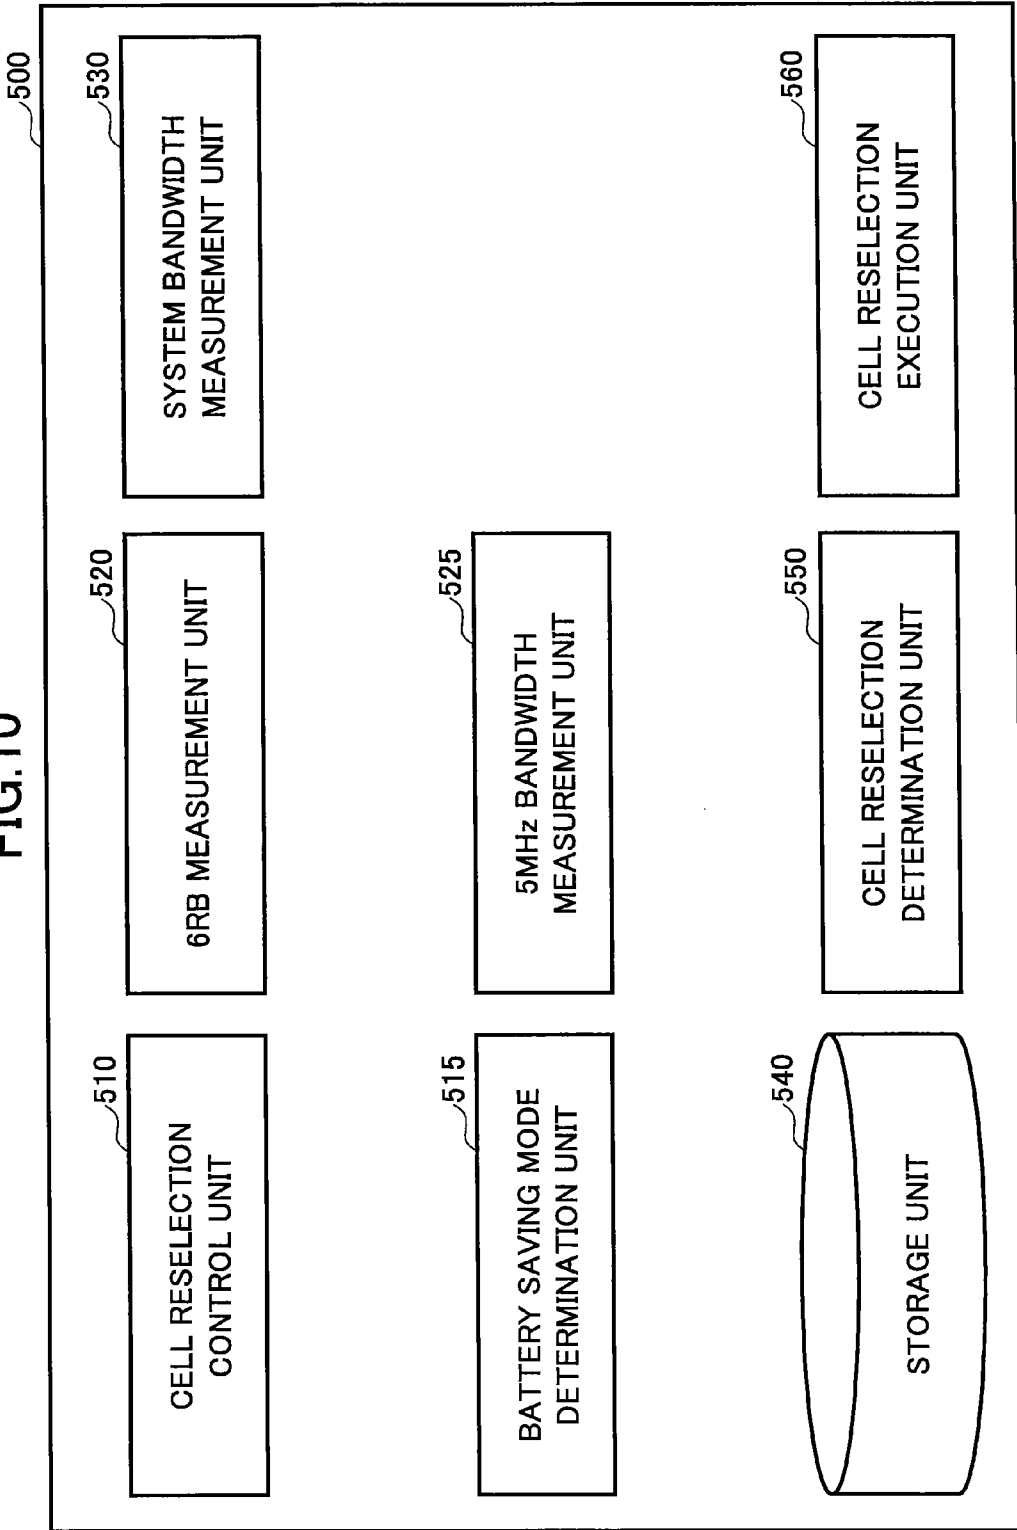 FIG.10
500
510
520
530
CELL RESELECTION
CONTROL UNIT
6RB MEASUREMENT UNIT
SYSTEM BANDWIDTH
MEASUREMENT UNIT
515
525
BATTERY SAVING MODE
DETERMINATION UNIT
5MHz BANDWIDTH
MEASUREMENT UNIT
540
550
560
STORAGE UNIT
CELL RESELECTION
DETERMINATION UNIT
CELL RESELECTION
EXECUTION UNIT